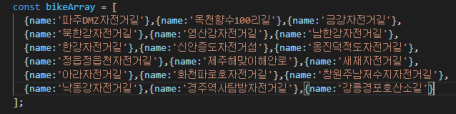 const bikeArray = [
{name:'파주DMZ자전거길'},{name:'옥천향수100리길'},{name:'금강자전거길'},
{name:'북한강자전거길'},{name:'영산강자전거길'},{name:'남한강자전거길'},
{name:'한강자전거길'},{name:'신안증도자전거섬'},{name:'옹진덕적도자전거길'},
{name:'정읍정읍천자전거길'},{name:'제주해맞이해안로'},{name:'새재자전거길'},
{name:'아라자전거길'},{name:'화천파로호자전거길'},{name:'창원주남저수지자전거길'},
{name:'낙동강자전거길'},{name:'경주역사탐방자전거길'},{name:'강릉경포호산소길'}
];